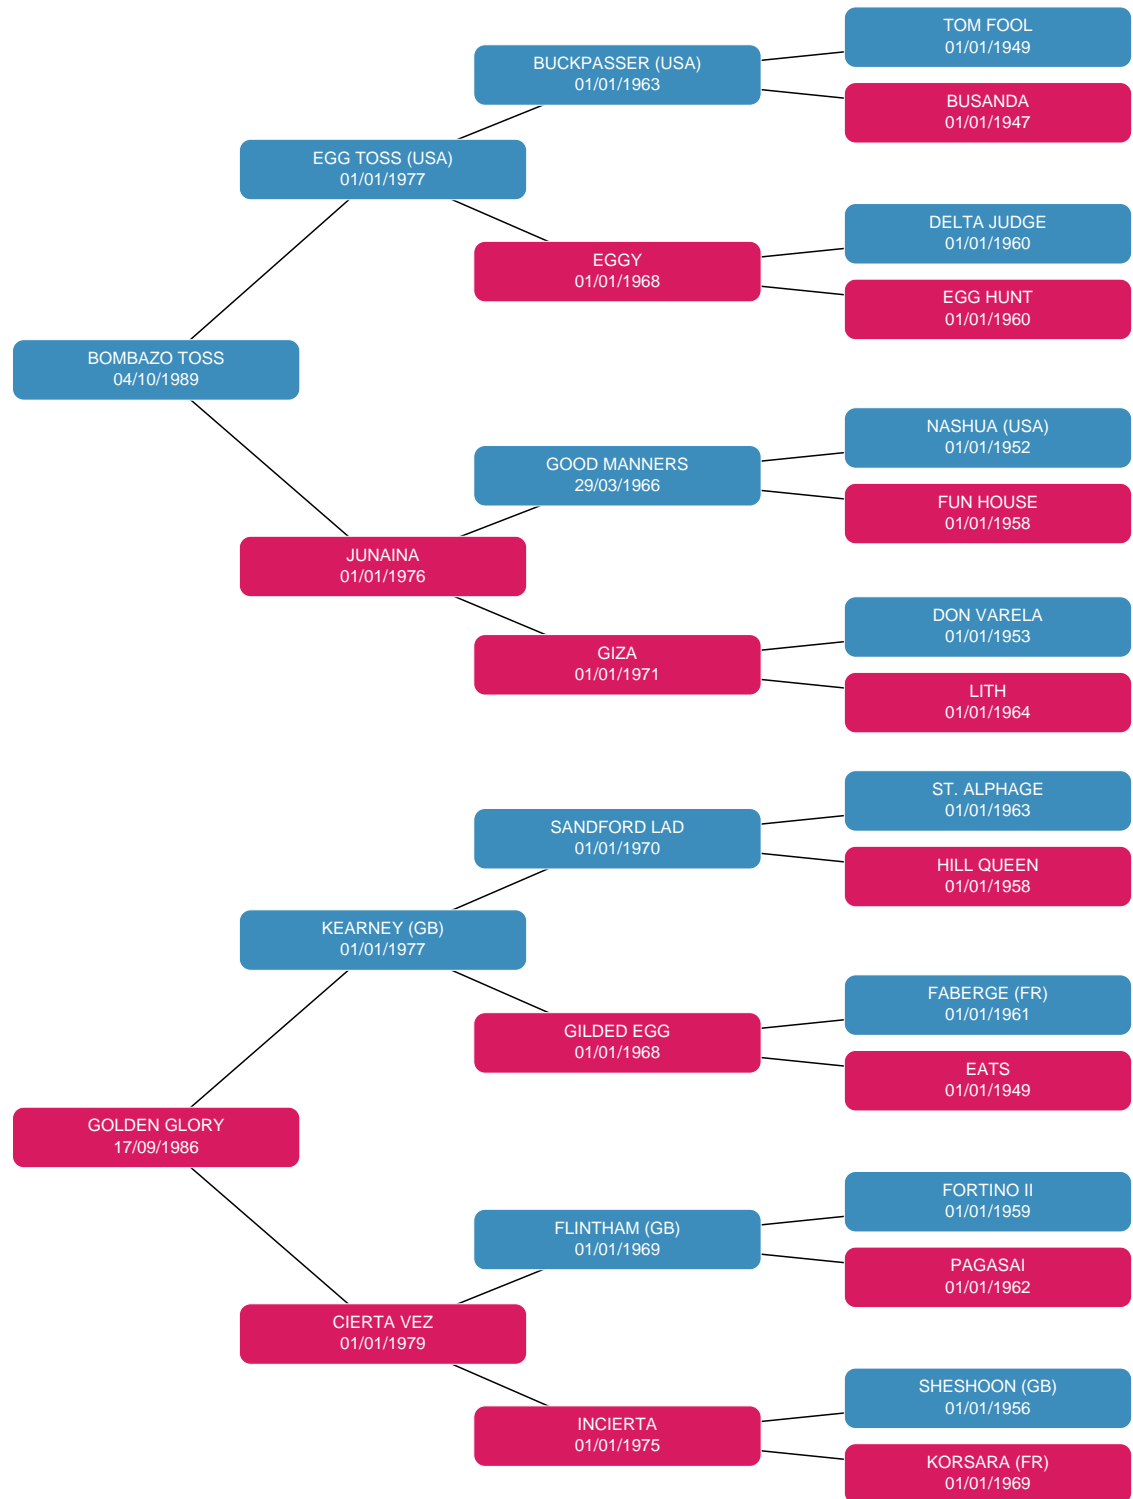 TOM FOOL
01/01/1949
BUCKPASSER (USA)
01/01/1963
BUSANDA
01/01/1947
EGG TOSS (USA)
01/01/1977
DELTA JUDGE
01/01/1960
EGGY
01/01/1968
EGG HUNT
01/01/1960
BOMBAZO TOSS
04/10/1989
NASHUA (USA)
01/01/1952
GOOD MANNERS
29/03/1966
FUN HOUSE
01/01/1958
JUNAINA
01/01/1976
DON VARELA
01/01/1953
GIZA
01/01/1971
LITH
01/01/1964
ST. ALPHAGE
01/01/1963
SANDFORD LAD
01/01/1970
HILL QUEEN
01/01/1958
KEARNEY (GB)
01/01/1977
FABERGE (FR)
01/01/1961
GILDED EGG
01/01/1968
EATS
01/01/1949
GOLDEN GLORY
17/09/1986
FORTINO II
01/01/1959
FLINTHAM (GB)
01/01/1969
PAGASAI
01/01/1962
CIERTA VEZ
01/01/1979
SHESHOON (GB)
01/01/1956
INCIERTA
01/01/1975
KORSARA (FR)
01/01/1969